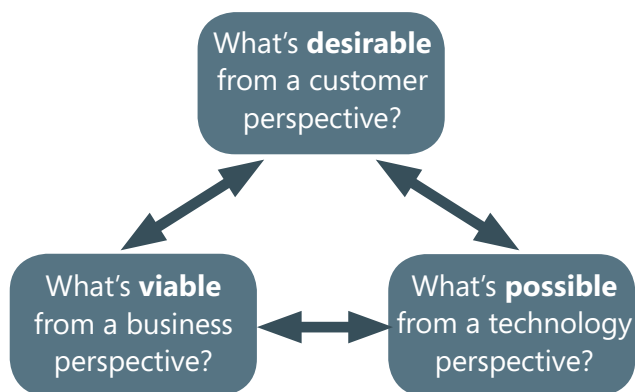 What’s desirable
from a customer
perspective?
What’s viable
from a business
perspective?
What’s possible
from a technology
perspective?